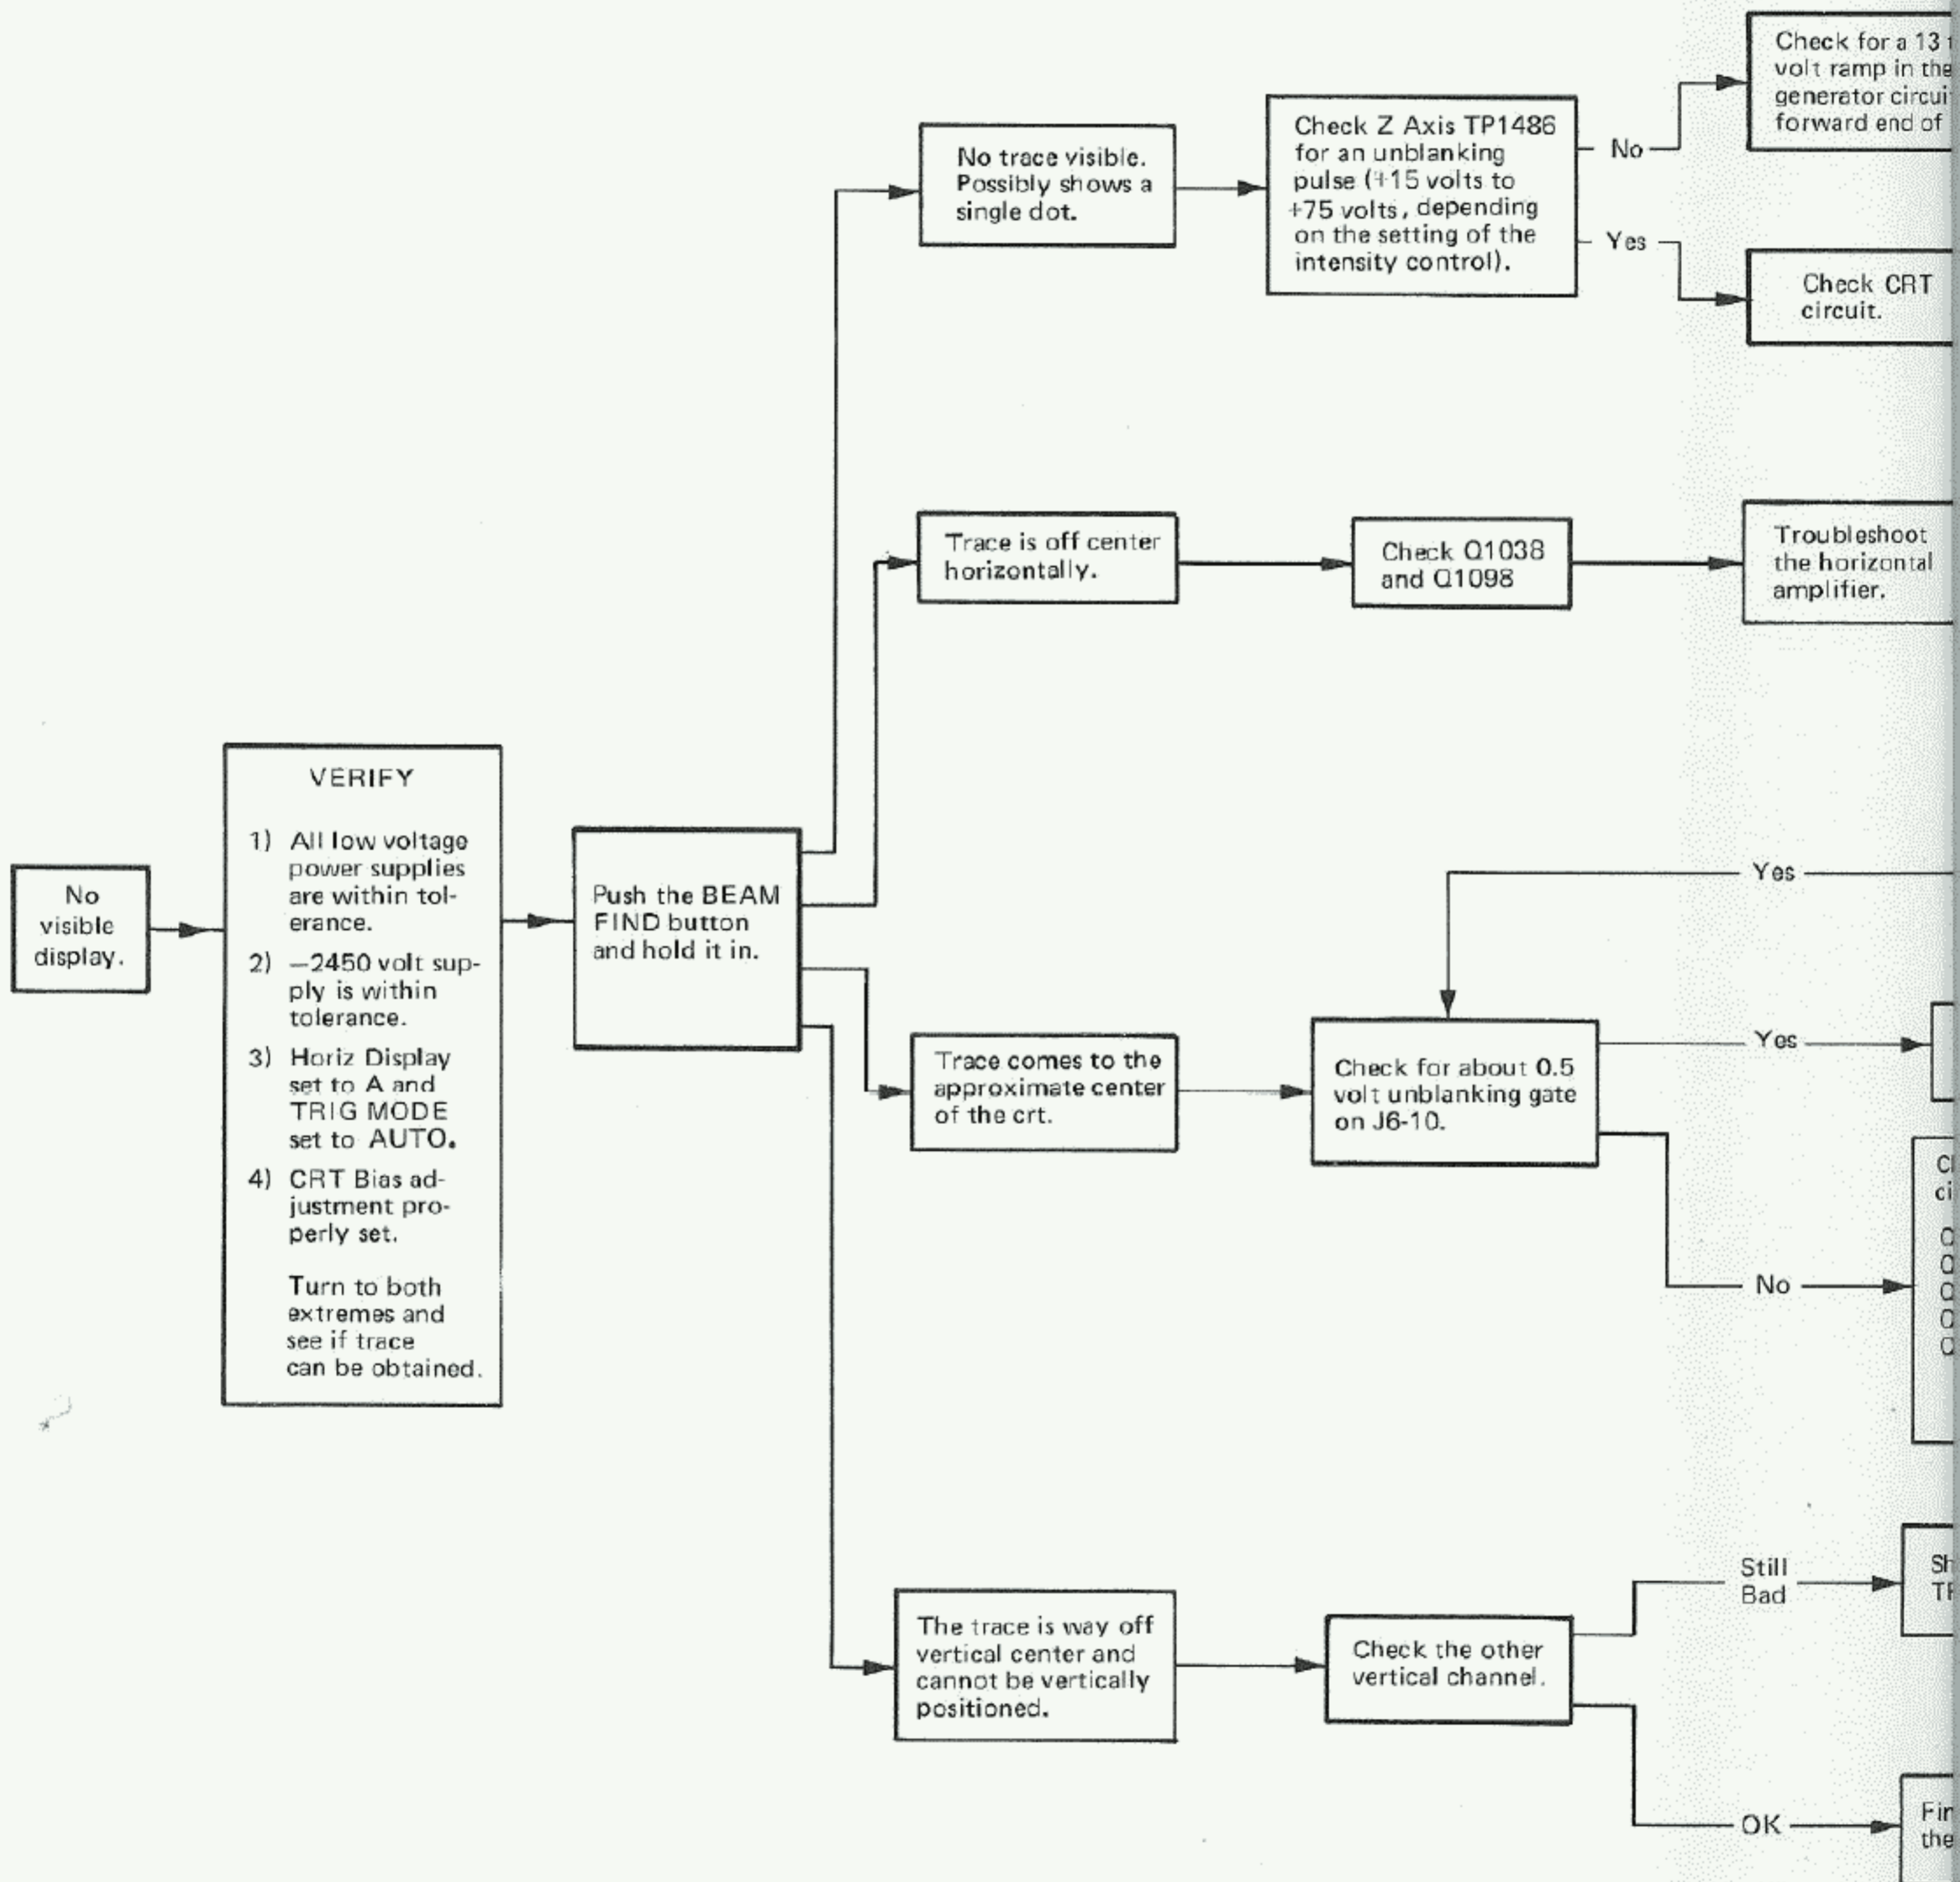 No
visible
display.
VERIFY
1) All low voltage
power supplies
are within tol-
erance.
2) —2450 volt sup-
ply is within
tolerance.
3) Horiz Display
set to A and
TRIG MODE
set to AUTO.
4) CRT Bias ad-
justment pro-
perly set.
Turn to both
extremes and
see if trace
can be obtained.
Push the BEAM
FIND button
and hold it in.
No trace visible.
Possibly shows a
single dot.
Check Z Axis TP1486
for an unblanking
pulse (+15 volts to
+75 volts, depending
on the setting of the
intensity control).
No
Check for a 13
volt ramp in the
generator
forward end of
Yes
Check CRT
circuit.
Trace is off center
horizontally.
Check Q1038
and Q1098
Troubleshoot
the horizontal
amplifier.
Yes
Trace comes to the
approximate center
of the crt.
Check for about 0.5
volt unblanking gate
on J6-10.
Yes
No
The trace is way off
vertical center and
cannot be vertically
positioned.
Check the other
vertical channel.
Still
Bad
OK
the